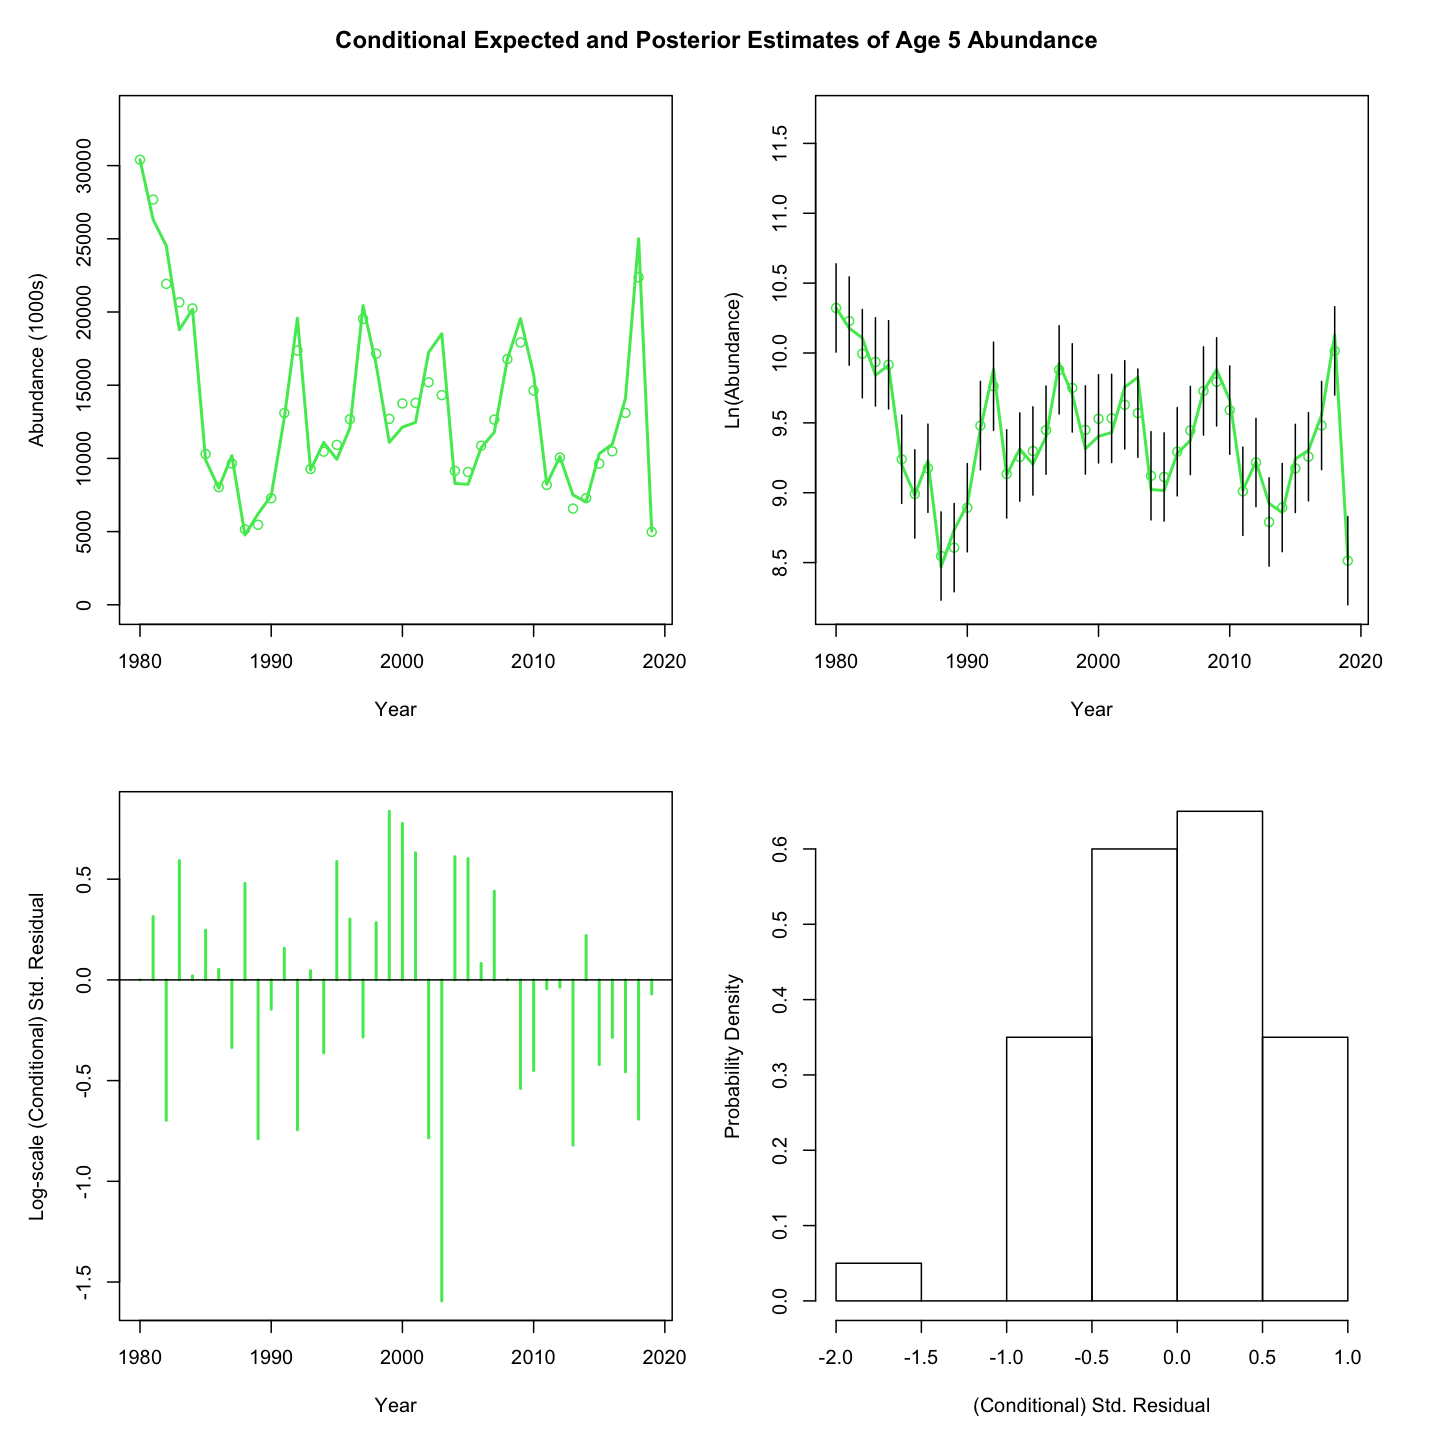 Conditional Expected and Posterior Estimates of Age 5 Abundance
Abundance (1000s)
30000
25000
20000
15000
10000
5000
0
1980 1990 2000 2010 2020
Year
Ln(Abundance)
11.5
11.0
10.5
10.0
9.5
9.0
8.5
1980 1990 2000 2010 2020
Year
Log-scale (Conditional) Std. Residual
0.5
0.0
-0.5
-1.0
-1.5
1980 1990 2000 2010 2020
Year
Probability Density
0.6
0.5
0.4
0.3
0.2
0.1
0.0
-2.0 -1.5 -1.0 -0.5 0.0 0.5 1.0
(Conditional) Std. Residual